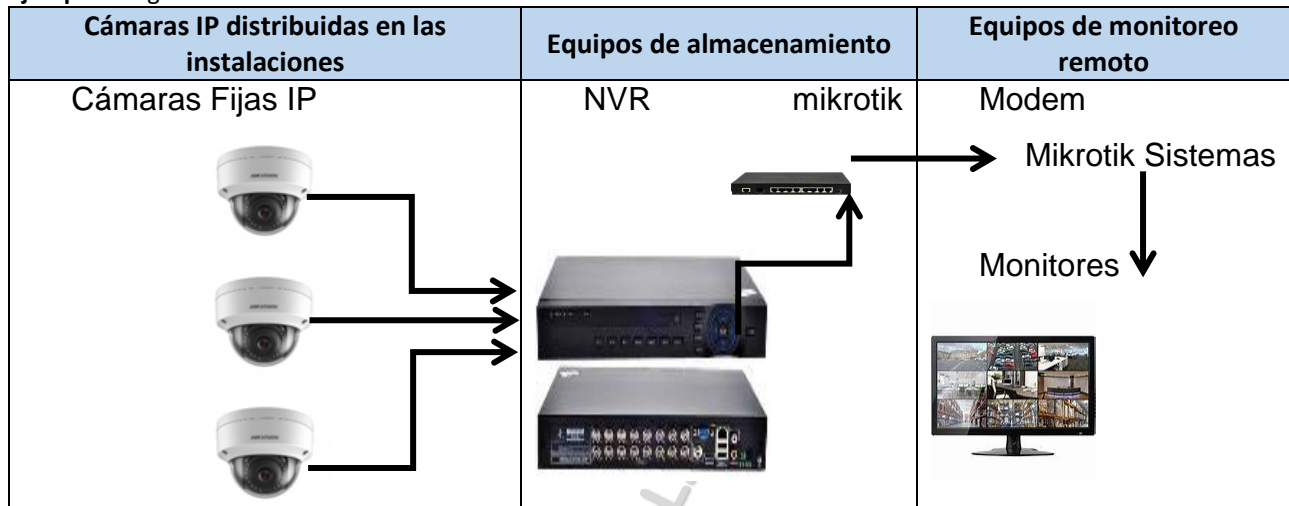 Cámaras IP distribuidas en las
instalaciones
Equipos de almacenamiento
Equipos de monitoreo
remoto
Cámaras Fijas IP
NVR
mikrotik
Modem
Mikrotik Sistemas
Monitores